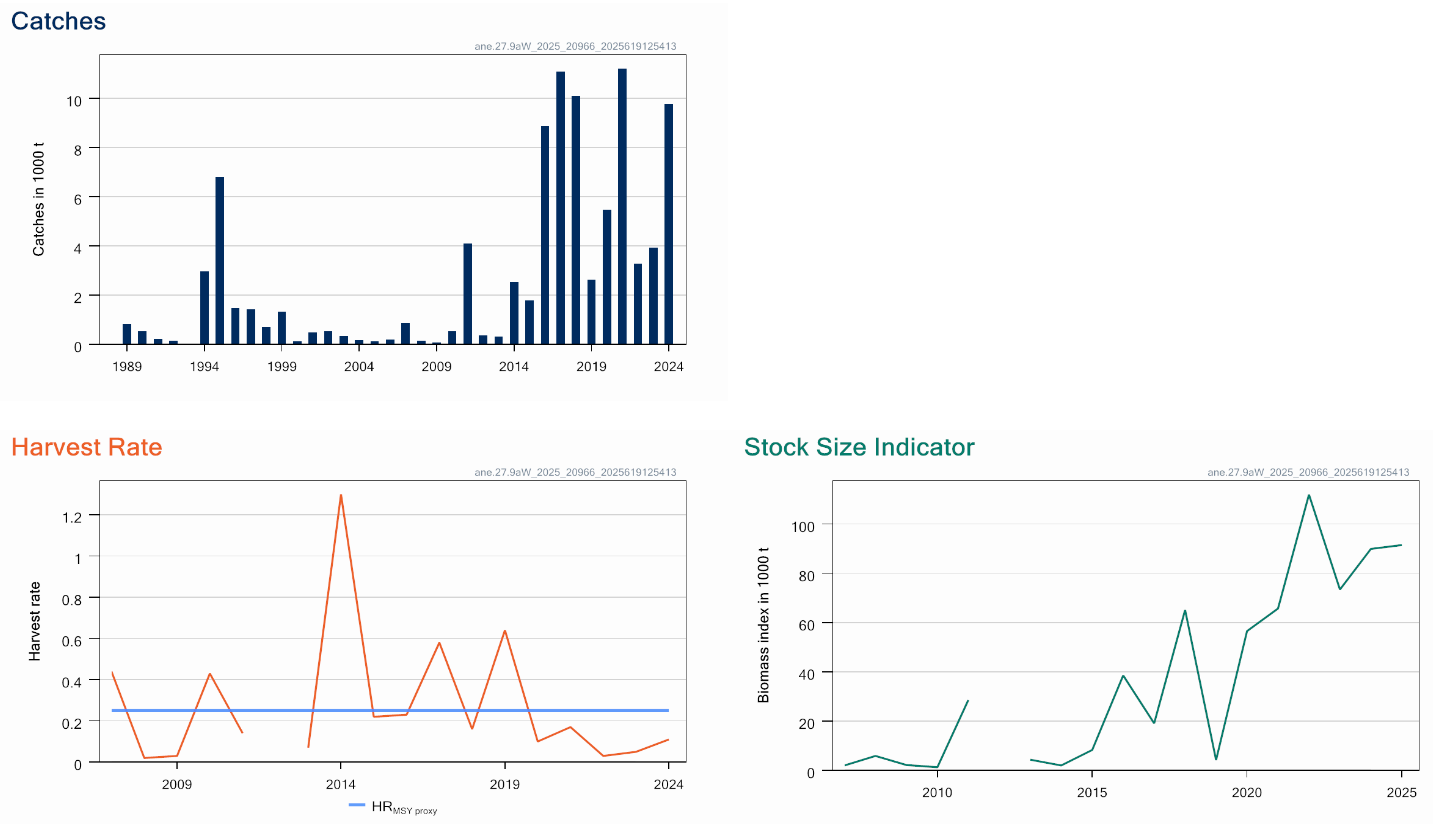 Catches
ane.27.9aW_2025_20966_2025619125413
Catches in 1000 t
10
8
6
4
2
0
1989 1994 1999 2004 2009 2014 2019 2024
Harvest Rate
ane.27.9aW_2025_20966_2025619125413
Harvest rate
1.2
1
0.8
0.6
0.4
0.2
0
2009 2014 2019 2024
HRMSY proxy
Stock Size Indicator
ane.27.9aW_2025_20966_2025619125413
Biomass index in 1000 t
100
80
60
40
20
0
2010 2015 2020 2025